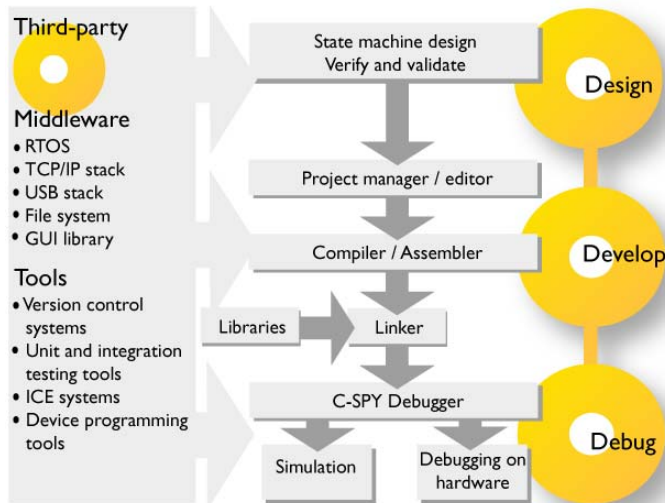 Third-party
Middleware
• RTOS
• TCP/IP stack
• USB stack
• File system
• GUI library
Tools
• Version control
systems
• Unit and integration
testing tools
• ICE systems
• Device programming
tools
State machine design
Verify and validate
Project manager / editor
Compiler / Assembler
Libraries
Linker
C-SPY Debugger
Simulation
Debugging on
hardware
Design
Develop
Debug